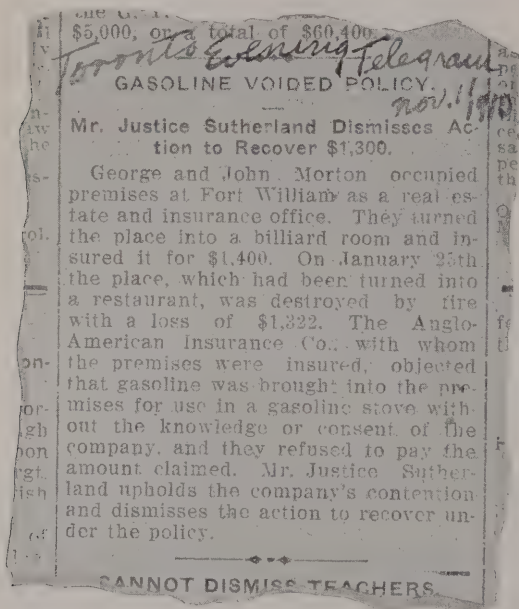 the G. T.
$5,000, or a total of $60,400.
Toronto Evening Telegram
Nov. 1/
GASOLINE VOIDED POLICY.
Mr. Justice Sutherland Dismisses Ac-
tion to Recover $1,300.
George and John Morton occupied
premises at Fort William as a real es-
tate and insurance office. They turned
the place into a billiard room and in-
sured it for $1,400. On January 25th
the place, which had been turned into
a restaurant, was destroyed by fire
with a loss of $1,322. The Anglo-
American Insurance Co., with whom
the premises were insured, objected
that gasoline was brought into the pre-
mises for use in a gasoline stove with-
out the knowledge or consent of the
company, and they refused to pay the
amount claimed. Mr. Justice Suther-
land upholds the company's contention
and dismisses the action to recover un-
der the policy.
CANNOT DISMISS TEACHERS.